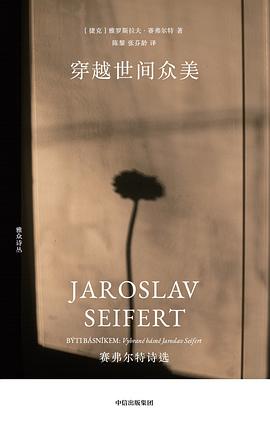 [捷克]雅罗斯拉夫·塞弗尔特 著
陈黎 张芬龄 译
穿越世间众美
雅众诗丛
JAROSLAV
SEIFERT
BÝTI BÁSNÍKEM: Vybrané básně Jaroslav Seifert
赛弗尔特诗选
中信出版集团